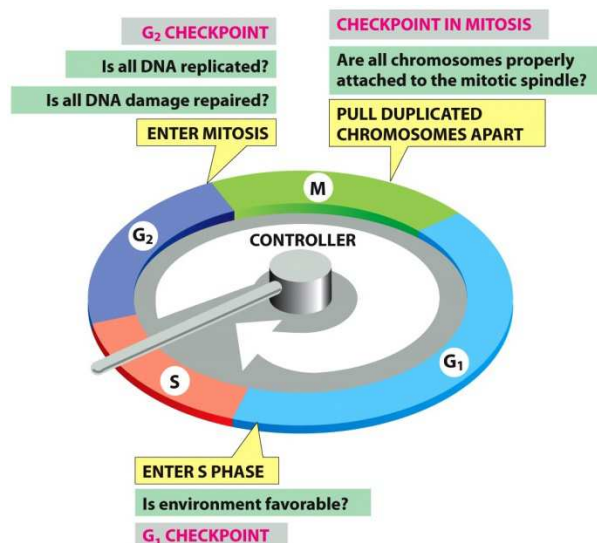 G₂ CHECKPOINT
Is all DNA replicated?
Is all DNA damage repaired?
ENTER MITOSIS
CHECKPOINT IN MITOSIS
Are all chromosomes properly
attached to the mitotic spindle?
PULL DUPLICATED
CHROMOSOMES APART
M
G₂
CONTROLLER
S
G₁
ENTER S PHASE
Is environment favorable?
G₁ CHECKPOINT